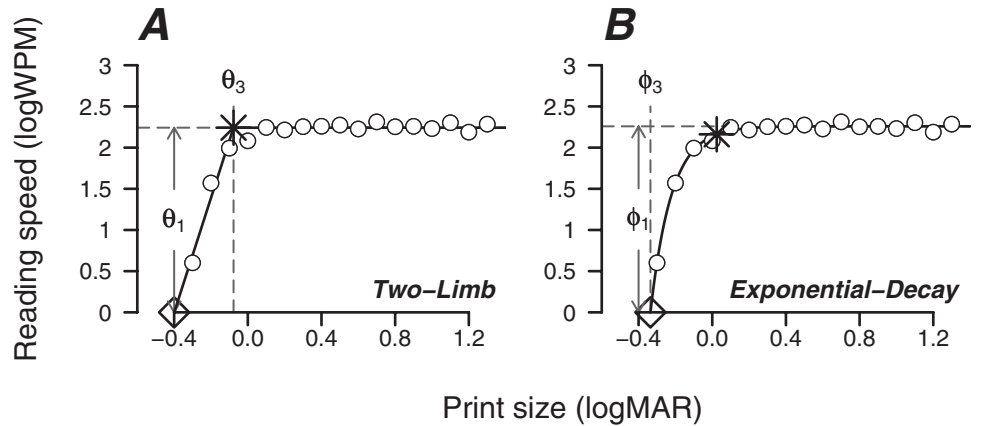 A
B
Reading speed (logWPM)
3
2.5
2
1.5
1
0.5
0
θ3
θ1
Two–Limb
−0.4
0.0
0.4
0.8
1.2
3
2.5
2
1.5
1
0.5
0
ϕ3
ϕ1
Exponential–Decay
−0.4
0.0
0.4
0.8
1.2
Print size (logMAR)